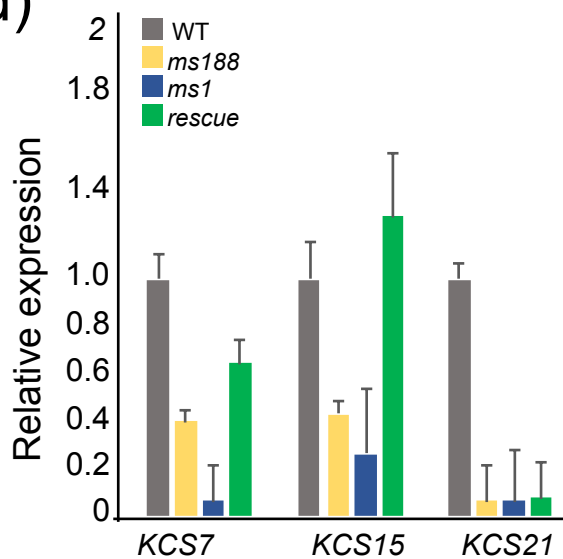 d)
2
1.8
1.4
1.0
0.8
0.6
0.4
0.2
0
Relative expression
WT
ms188
ms1
rescue
KCS7 KCS15 KCS21